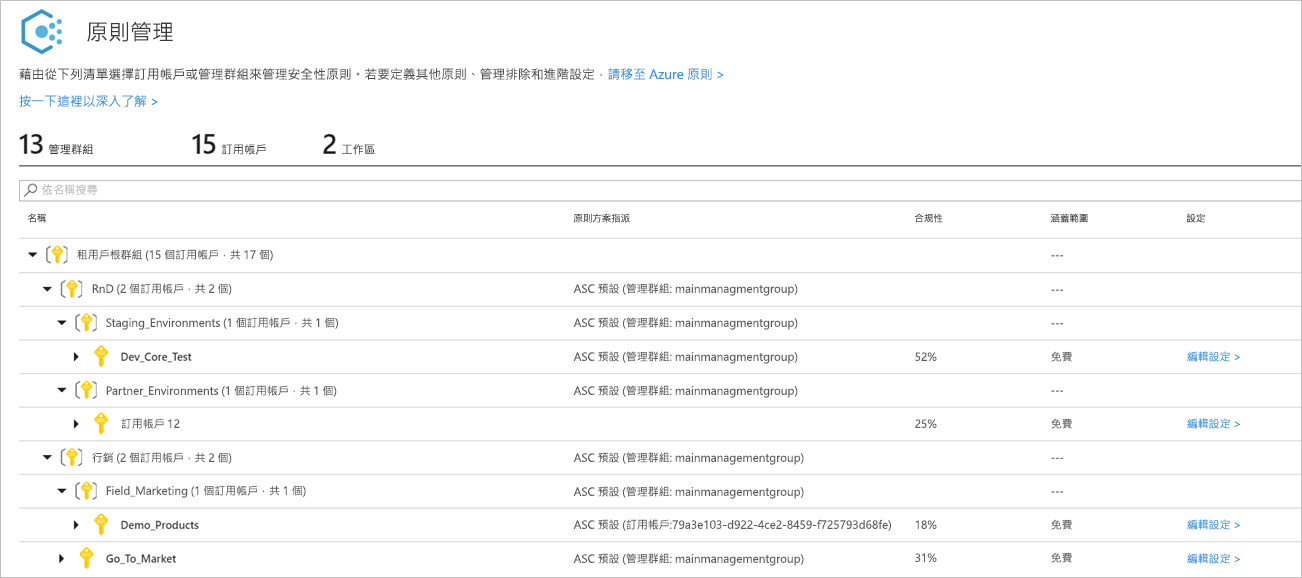 原則管理
藉由從下列清單選擇訂用帳戶或管理群組來管理安全性原則。若要定義其他原則、管理排除和進階設定，請移至 Azure 原則 >
按一下這裡以深入了解 >
13 管理群組 15 訂用帳戶 2 工作區
依名稱搜尋
名稱 原則方案指派 合規性 涵蓋範圍 設定
租用戶根群組 (15 個訂用帳戶，共 17 個) ---
RnD (2 個訂用帳戶，共 2 個) ASC 預設 (管理群組: mainmanagmentgroup) ---
Staging_Environments (1 個訂用帳戶，共 1 個) ASC 預設 (管理群組: mainmanagmentgroup) ---
Dev_Core_Test ASC 預設 (管理群組: mainmanagmentgroup) 52% 免費 編輯設定 >
Partner_Environments (1 個訂用帳戶，共 1 個) ASC 預設 (管理群組: mainmanagmentgroup) ---
訂用帳戶 12 25% 免費 編輯設定 >
行銷 (2 個訂用帳戶，共 2 個) ASC 預設 (管理群組: mainmanagementgroup) ---
Field_Marketing (1 個訂用帳戶，共 1 個) ASC 預設 (管理群組: mainmanagementgroup) ---
Demo_Products ASC 預設 (訂用帳戶:79a3e103-d922-4ce2-8459-f725793d68fe) 18% 免費 編輯設定 >
Go_To_Market ASC 預設 (管理群組: mainmanagementgroup) 31% 免費 編輯設定 >